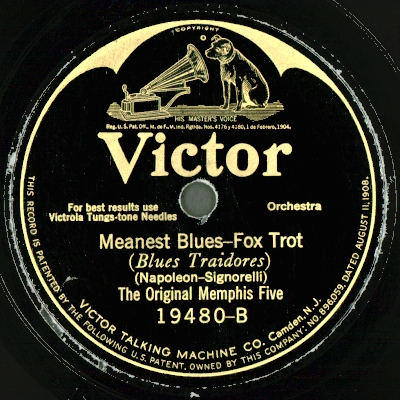 COPYRIGHT
HIS MASTER'S VOICE
Reg. U.S. Pat. Off., M. de F., M. ind. Rgtrda. Nos. 4176 y 4180, 1 de Febrero, 1904.
Victor
For best results use
Victrola Tungs-tone Needles
Orchestra
Meanest Blues–Fox Trot
(Blues Traidores)
(Napoleon–Signorelli)
The Original Memphis Five
19480–B
VICTOR TALKING MACHINE CO. Camden, N.J.
THIS RECORD IS PATENTED BY THE FOLLOWING U.S. PATENT, OWNED BY THIS COMPANY: NO. 896059, DATED AUGUST 11, 1908.